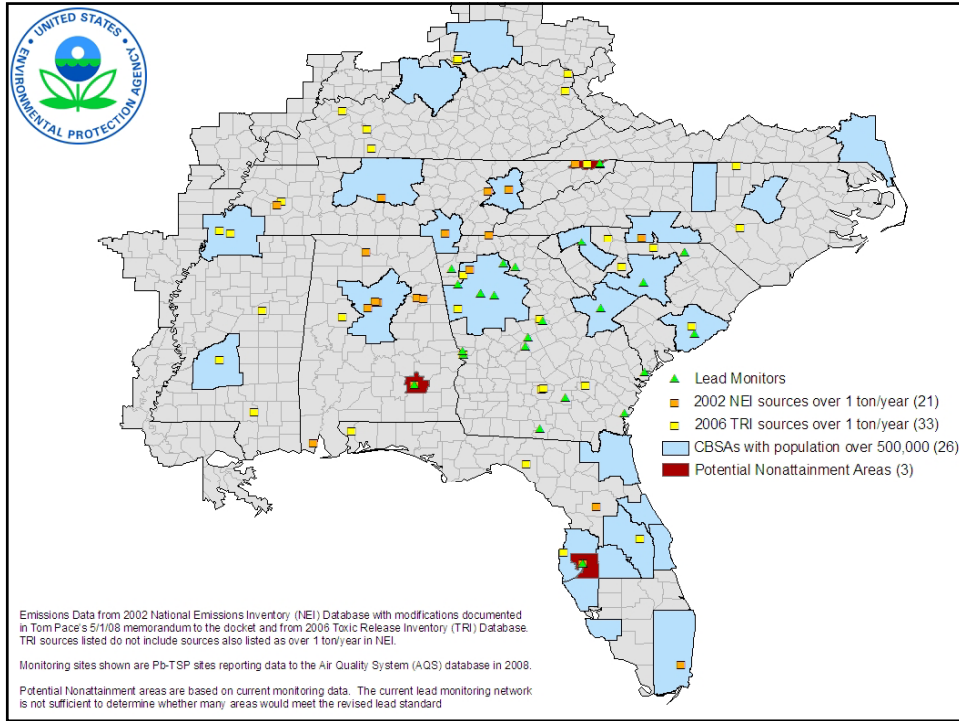 UNITED STATES
ENVIRONMENTAL PROTECTION AGENCY
Lead Monitors
2002 NEI sources over 1 ton/year (21)
2006 TRI sources over 1 ton/year (33)
CBSAs with population over 500,000 (26)
Potential Nonattainment Areas (3)
Emissions Data from 2002 National Emissions Inventory (NEI) Database with modifications documented
in Tom Pace's 5/1/08 memorandum to the docket and from 2006 Toxic Release Inventory (TRI) Database.
TRI sources listed do not include sources also listed as over 1 ton/year in NEI.
Monitoring sites shown are Pb-TSP sites reporting data to the Air Quality System (AQS) database in 2008.
Potential Nonattainment areas are based on current monitoring data. The current lead monitoring network
is not sufficient to determine whether many areas would meet the revised lead standard